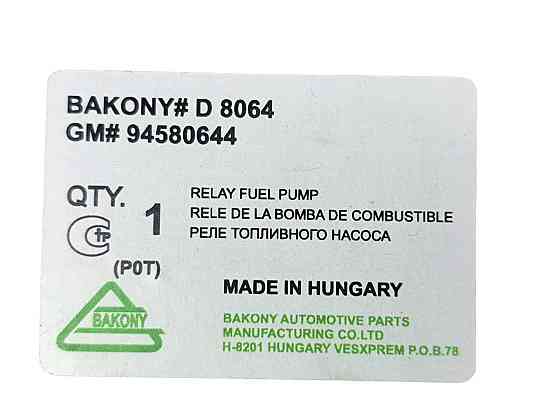 BAKONY# D 8064
GM# 94580644
QTY. 1
RELAY FUEL PUMP
RELE DE LA BOMBA DE COMBUSTIBLE
РЕЛЕ ТОПЛИВНОГО НАСОСА
(P0T)
MADE IN HUNGARY
BAKONY
BAKONY AUTOMOTIVE PARTS
MANUFACTURING CO.LTD
H-8201 HUNGARY VESXPREM P.O.B.78